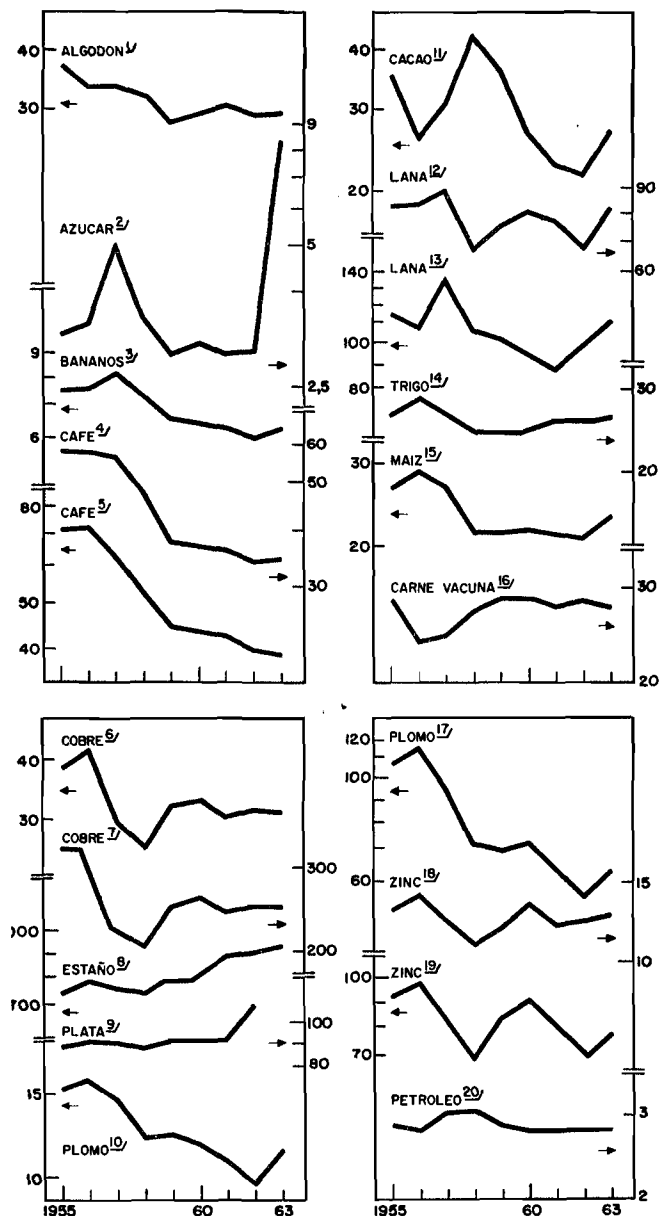 ALGODON 1/
40
30
9
AZUCAR 2/
5
9
BANANOS 3/
2,5
6
CAFE 4/
60
50
80
CAFE 5/
30
50
40
40
CACAO 11/
30
LANA 12/
20
90
60
LANA 13/
140
100
80
TRIGO 14/
30
MAIZ 15/
20
30
20
CARNE VACUNA 16/
30
20
COBRE 6/
40
30
COBRE 7/
300
200
ESTAÑO 8/
PLATA 9/
100
80
15
PLOMO 10/
10
1955
60
63
PLOMO 17/
120
100
60
ZINC 18/
15
10
ZINC 19/
100
70
PETROLEO 20/
3
2
1955
60
63